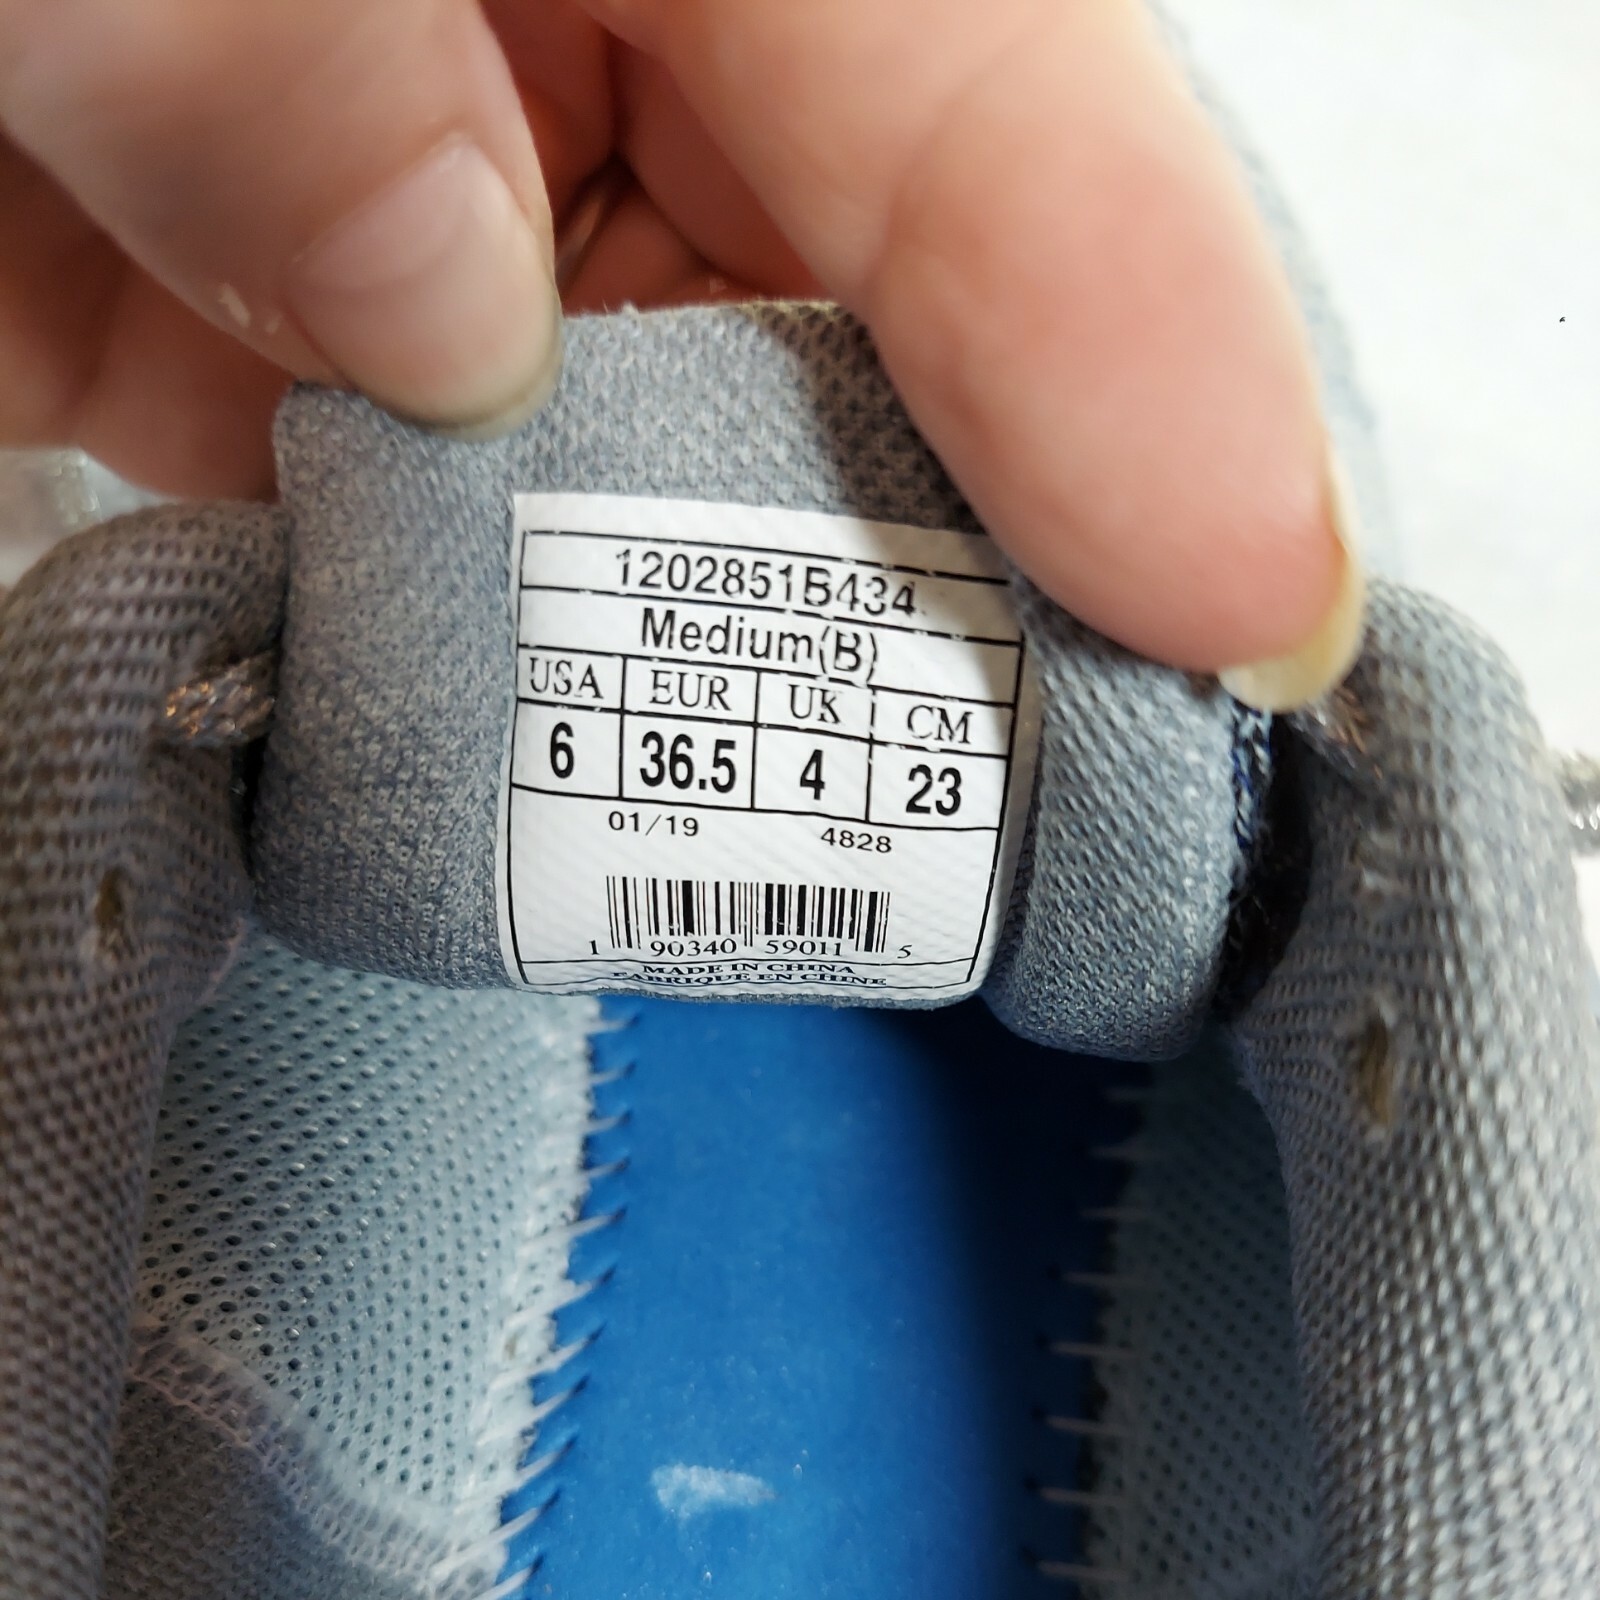 1202851B434
Medium(B)
USA EUR UK CM
6 36.5 4 23
01/19 4828
1 90340 59011 5
MADE IN CHINA
FABRIQUE EN CHINE